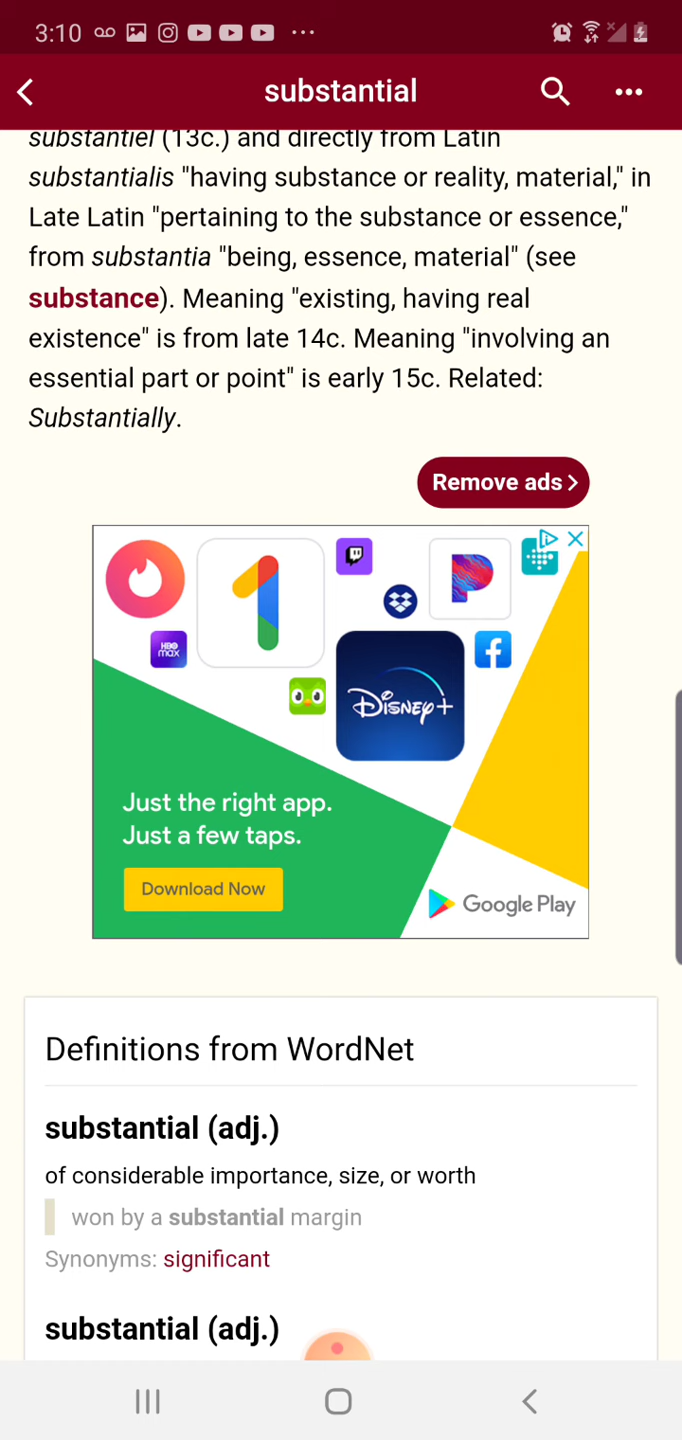 3:10
substantial
substantiel (13c.) and directly from Latin
substantialis "having substance or reality, material," in
Late Latin "pertaining to the substance or essence,"
from substantia "being, essence, material" (see
substance). Meaning "existing, having real
existence" is from late 14c. Meaning "involving an
essential part or point" is early 15c. Related:
Substantially.
Remove ads
1
HBO
max
Disney+
Just the right app.
Just a few taps.
Download Now
Google Play
Definitions from WordNet
substantial (adj.)
of considerable importance, size, or worth
won by a substantial margin
Synonyms: significant
substantial (adj.)